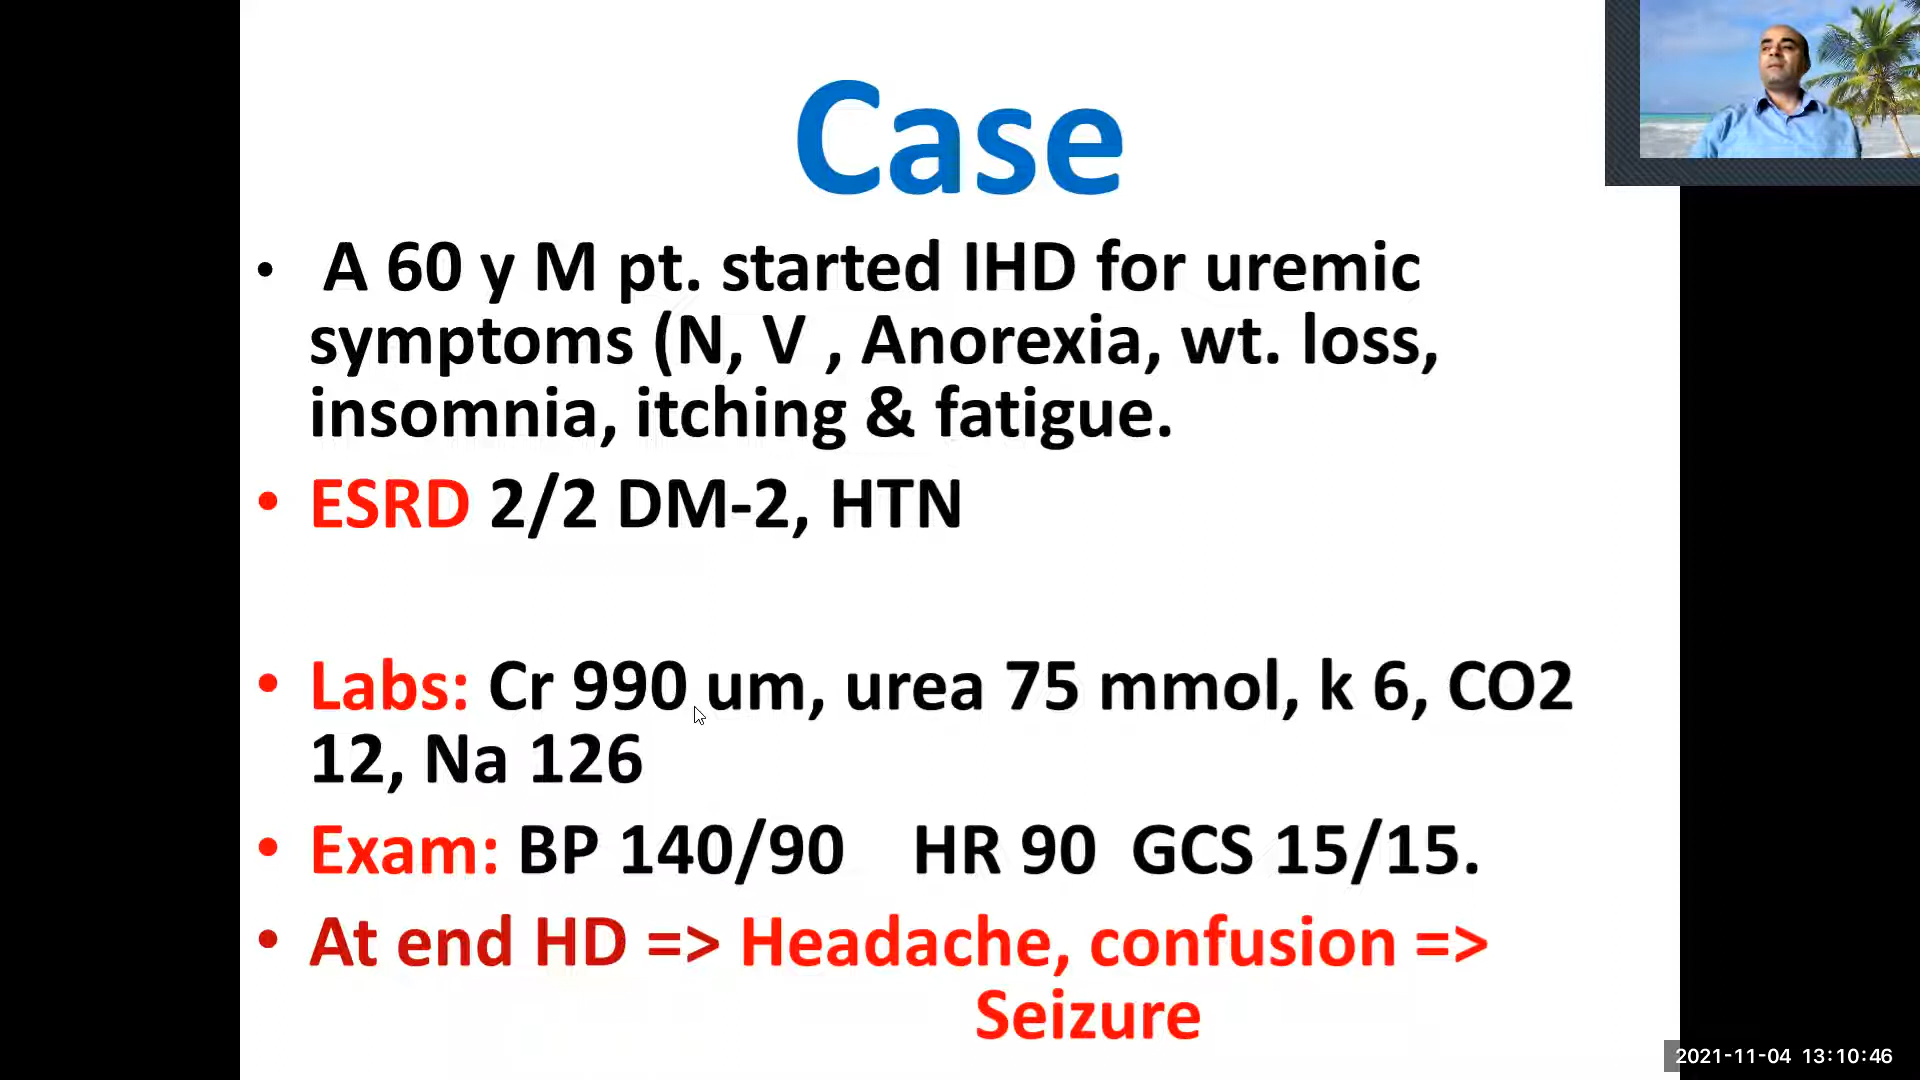 Case
• A 60 y M pt. started IHD for uremic
symptoms (N, V , Anorexia, wt. loss,
insomnia, itching & fatigue.
• ESRD 2/2 DM-2, HTN
• Labs: Cr 990 um, urea 75 mmol, k 6, CO2
12, Na 126
• Exam: BP 140/90 HR 90 GCS 15/15.
• At end HD => Headache, confusion =>
Seizure
2021-11-04 13:10:46